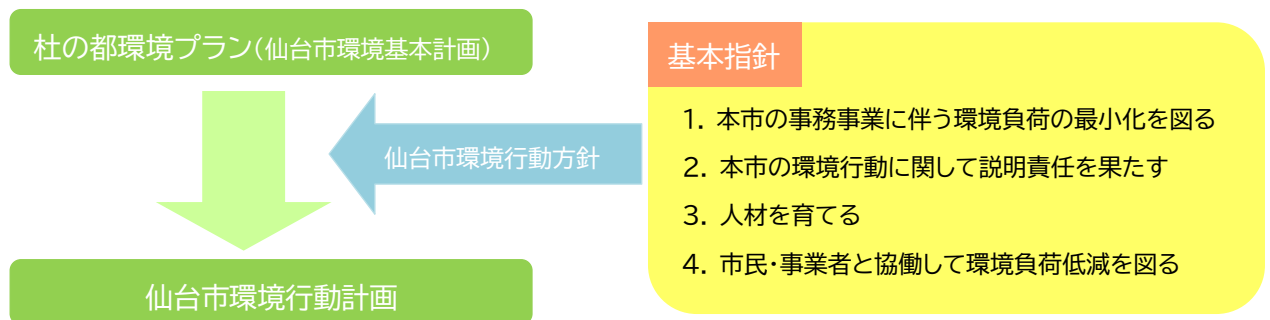 杜の都環境プラン(仙台市環境基本計画)
仙台市環境行動方針
仙台市環境行動計画
基本指針
1. 本市の事務事業に伴う環境負荷の最小化を図る
2. 本市の環境行動に関して説明責任を果たす
3. 人材を育てる
4. 市民・事業者と協働して環境負荷低減を図る